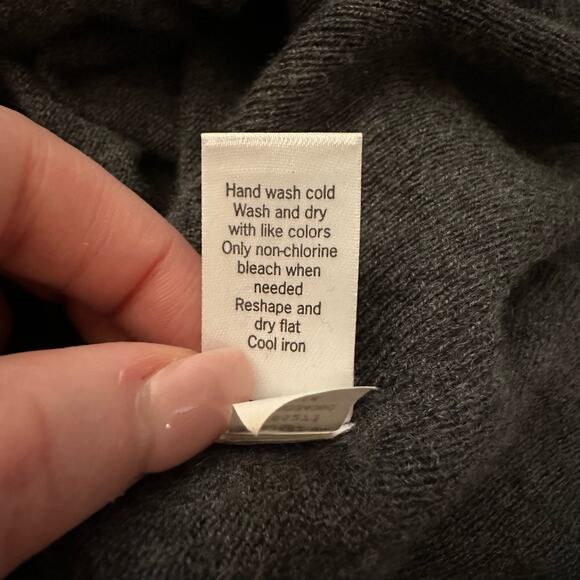 Hand wash cold
Wash and dry
with like colors
Only non-chlorine
bleach when
needed
Reshape and
dry flat
Cool iron